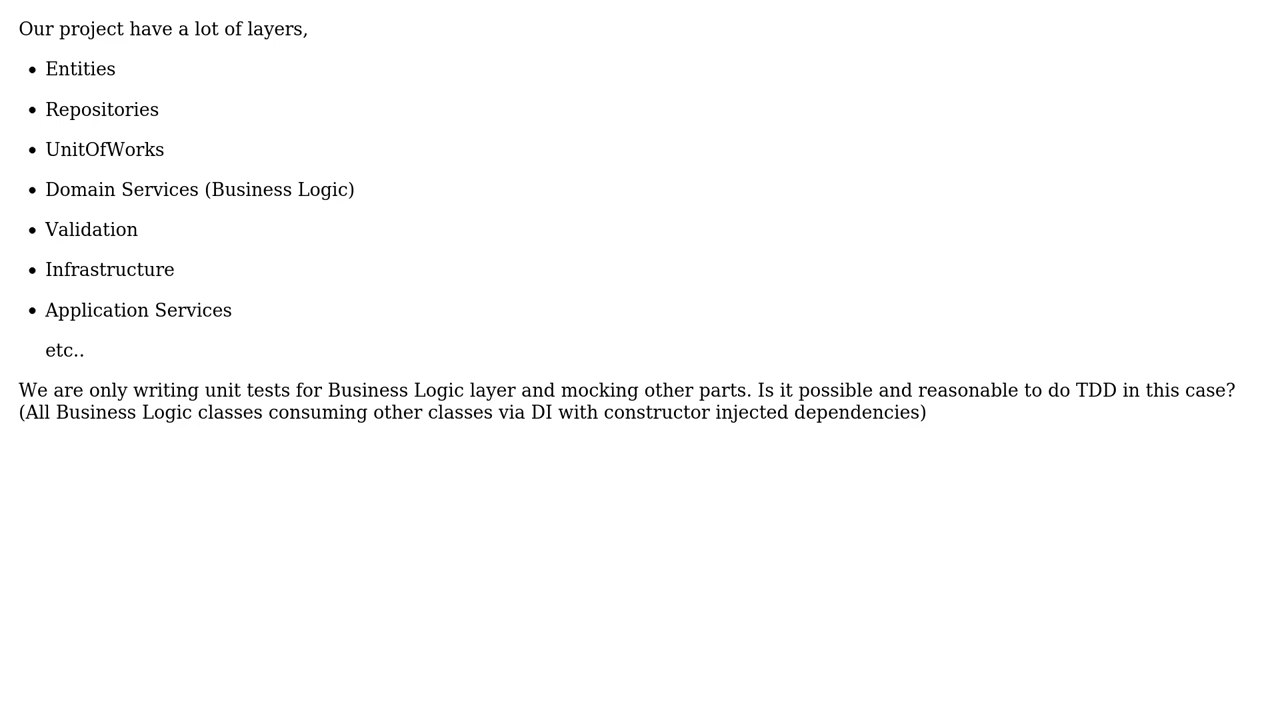 Our project have a lot of layers,
• Entities
• Repositories
• UnitOfWorks
• Domain Services (Business Logic)
• Validation
• Infrastructure
• Application Services
etc..
We are only writing unit tests for Business Logic layer and mocking other parts. Is it possible and reasonable to do TDD in this case?
(All Business Logic classes consuming other classes via DI with constructor injected dependencies)